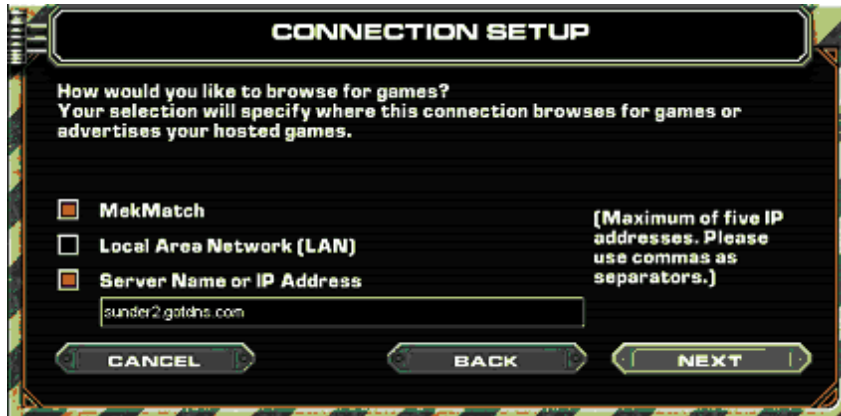 CONNECTION SETUP
How would you like to browse for games?
Your selection will specify where this connection browses for games or
advertises your hosted games.
MekMatch
(Maximum of five IP
addresses. Please
use commas as
separators.)
Local Area Network (LAN)
Server Name or IP Address
sunder2.gotdns.com
CANCEL
BACK
NEXT